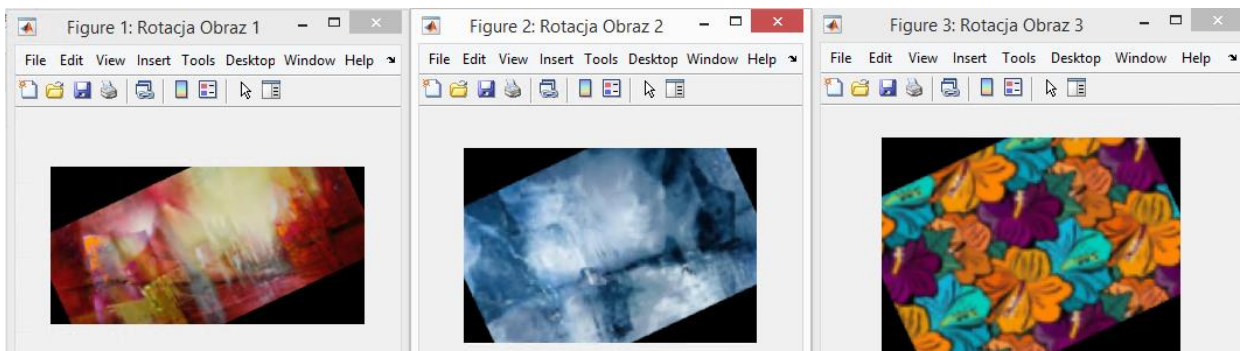 Figure 1: Rotacja Obraz 1
File Edit View Insert Tools Desktop Window Help
Figure 2: Rotacja Obraz 2
File Edit View Insert Tools Desktop Window Help
Figure 3: Rotacja Obraz 3
File Edit View Insert Tools Desktop Window Help